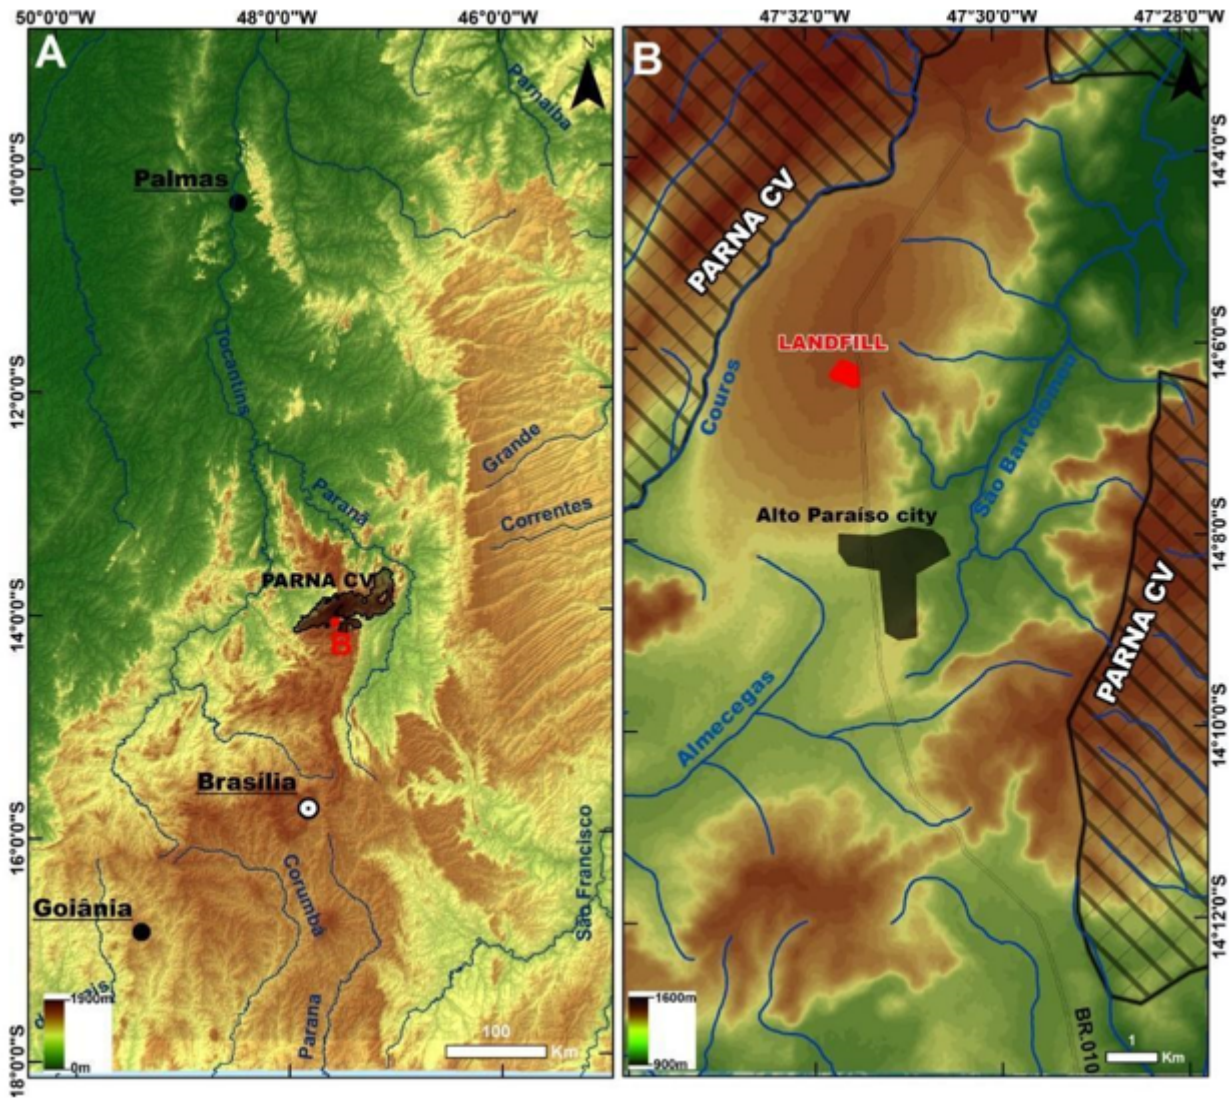 50°0'0"W
48°0'0"W
46°0'0"W
A
N
Parnaíba
10°0'0"S
Palmas
Tocantins
12°0'0"S
Grande
Paranã
Correntes
PARNA CV
14°0'0"S
B
Brasília
16°0'0"S
Corumbá
São Francisco
Goiânia
1900m
0m
Parana
100
Km
18°0'0"S
47°32'0"W
47°30'0"W
47°28'0"W
B
N
14°4'0"S
PARNA CV
LANDFILL
14°6'0"S
Couros
São Bartolomeu
Alto Paraíso city
14°8'0"S
PARNA CV
Almecegas
14°10'0"S
14°12'0"S
1600m
900m
BR.010
1
Km